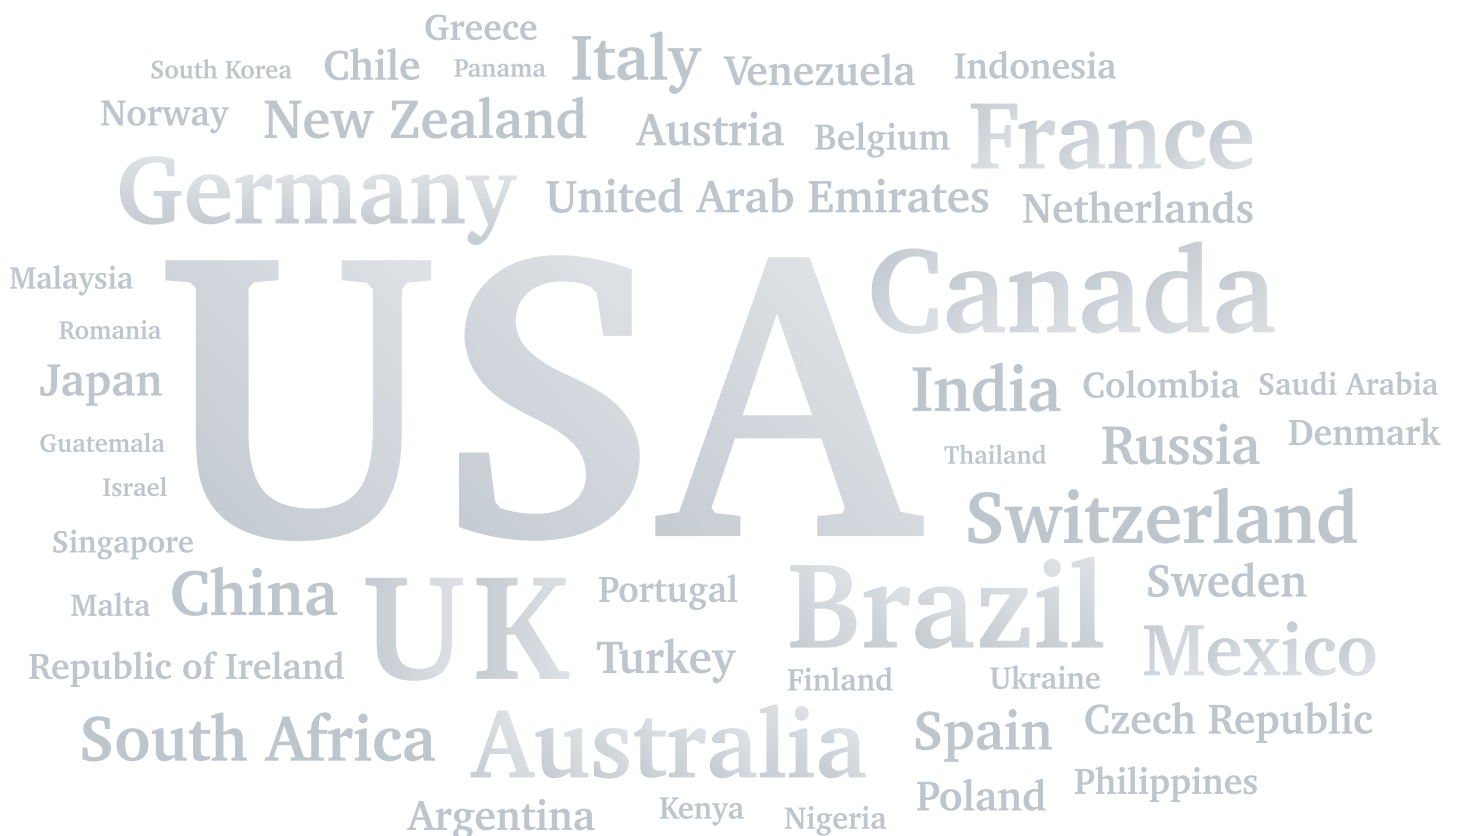 Greece
South Korea Chile Panama Italy Venezuela Indonesia
Norway New Zealand Austria Belgium France
Germany United Arab Emirates Netherlands
Malaysia USA Canada
Romania
Japan India Colombia Saudi Arabia
Guatemala Thailand Russia Denmark
Israel
Singapore Switzerland
Malta China UK Portugal Brazil Sweden
Republic of Ireland Turkey Finland Ukraine Mexico
South Africa Australia Spain Czech Republic
Argentina Kenya Nigeria Poland Philippines